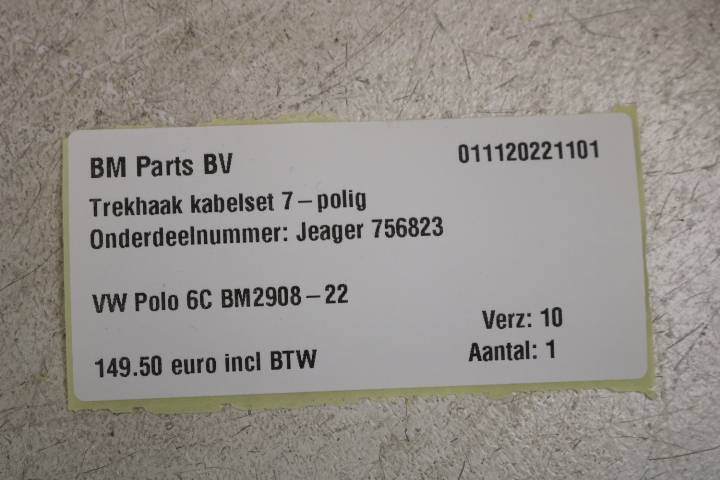 BM Parts BV
011120221101
Trekhaak kabelset 7-polig
Onderdeelnummer: Jeager 756823
VW Polo 6C BM2908-22
Verz: 10
149.50 euro incl BTW
Aantal: 1